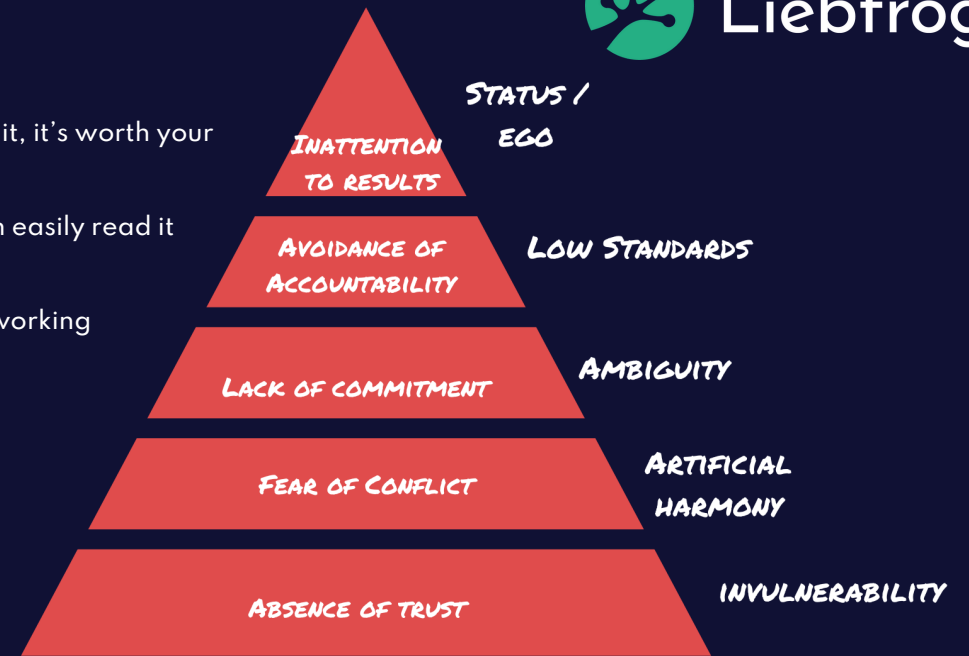 Liebfrog
STATUS /
EGO
it, it's worth your
INATTENTION
TO RESULTS
easily read it
AVOIDANCE OF
ACCOUNTABILITY
LOW STANDARDS
working
LACK OF COMMITMENT
AMBIGUITY
FEAR OF CONFLICT
ARTIFICIAL
HARMONY
ABSENCE OF TRUST
INVULNERABILITY